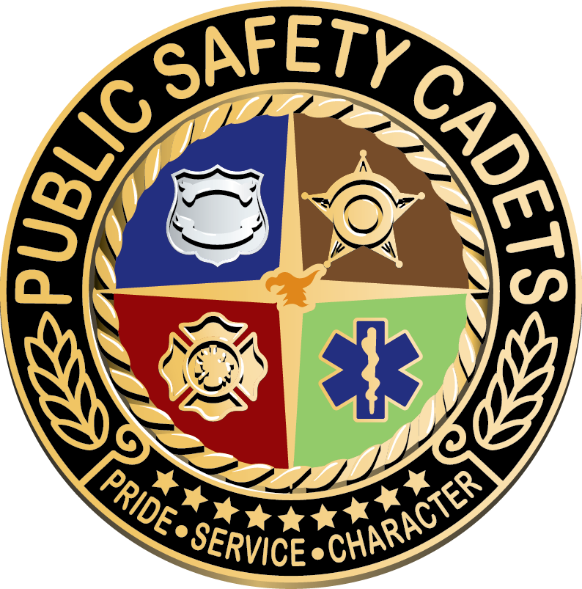 PUBLIC SAFETY CADETS
PRIDE • SERVICE • CHARACTER